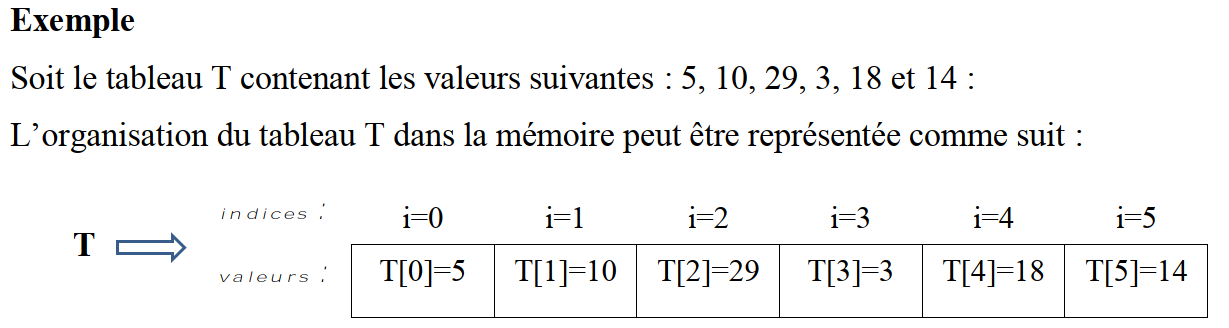 Exemple
Soit le tableau T contenant les valeurs suivantes : 5, 10, 29, 3, 18 et 14 :
L’organisation du tableau T dans la mémoire peut être représentée comme suit :
indices : i=0 i=1 i=2 i=3 i=4 i=5
T
valeurs : T[0]=5 T[1]=10 T[2]=29 T[3]=3 T[4]=18 T[5]=14